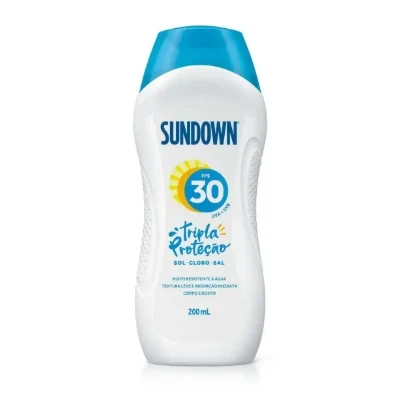 SUNDOWN
FPS
30
UVA + UVB
Tripla
Proteção
SOL · CLORO · SAL
MUITO RESISTENTE À ÁGUA
TEXTURA LEVE E ABSORÇÃO IMEDIATA
CORPO E ROSTO
200 mL